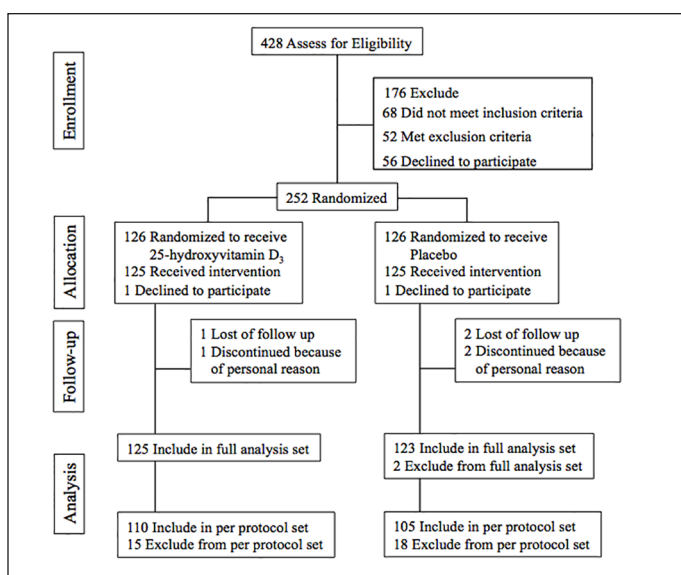 Enrollment
428 Assess for Eligibility
176 Exclude
68 Did not meet inclusion criteria
52 Met exclusion criteria
56 Declined to participate
252 Randomized
Allocation
126 Randomized to receive
25-hydroxyvitamin D₃
125 Received intervention
1 Declined to participate
126 Randomized to receive
Placebo
125 Received intervention
1 Declined to participate
Follow-up
1 Lost of follow up
1 Discontinued because
of personal reason
2 Lost of follow up
2 Discontinued because
of personal reason
Analysis
125 Include in full analysis set
123 Include in full analysis set
2 Exclude from full analysis set
110 Include in per protocol set
15 Exclude from per protocol set
105 Include in per protocol set
18 Exclude from per protocol set